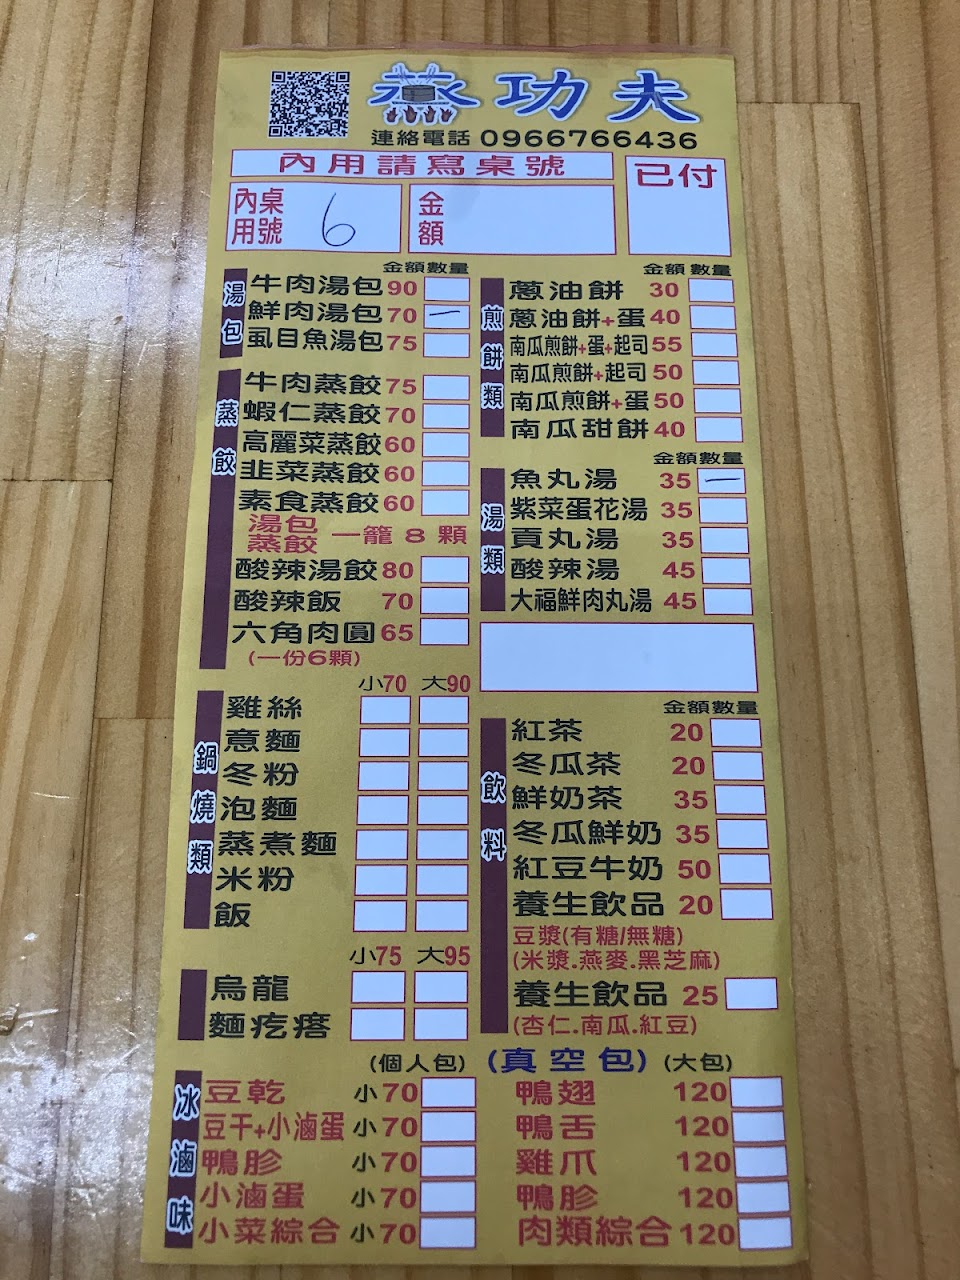 蒸功夫
連絡電話 0966766436
內用請寫桌號
已付
內用桌號 6
金額
金額 數量
湯包
牛肉湯包 90
鮮肉湯包 70 一
虱目魚湯包 75
蒸餃
牛肉蒸餃 75
蝦仁蒸餃 70
高麗菜蒸餃 60
韭菜蒸餃 60
素食蒸餃 60
湯包 蒸餃 一籠 8 顆
酸辣湯餃 80
酸辣飯 70
六角肉圓 65
(一份6顆)
小70 大90
鍋燒類
雞絲
意麵
冬粉
泡麵
蒸煮麵
米粉
飯
小75 大95
烏龍
麵疙瘩
金額 數量
煎餅類
蔥油餅 30
蔥油餅+蛋 40
南瓜煎餅+蛋+起司 55
南瓜煎餅+起司 50
南瓜煎餅+蛋 50
南瓜甜餅 40
金額 數量
湯類
魚丸湯 35 一
紫菜蛋花湯 35
貢丸湯 35
酸辣湯 45
大福鮮肉丸湯 45
金額 數量
飲料
紅茶 20
冬瓜茶 20
鮮奶茶 35
冬瓜鮮奶 35
紅豆牛奶 50
養生飲品 20
豆漿(有糖/無糖)
(米漿.燕麥.黑芝麻)
養生飲品 25
(杏仁.南瓜.紅豆)
(個人包) (真空包) (大包)
冰滷味
豆乾 小70 鴨翅 120
豆干+小滷蛋 小70 鴨舌 120
鴨胗 小70 雞爪 120
小滷蛋 小70 鴨胗 120
小菜綜合 小70 肉類綜合 120